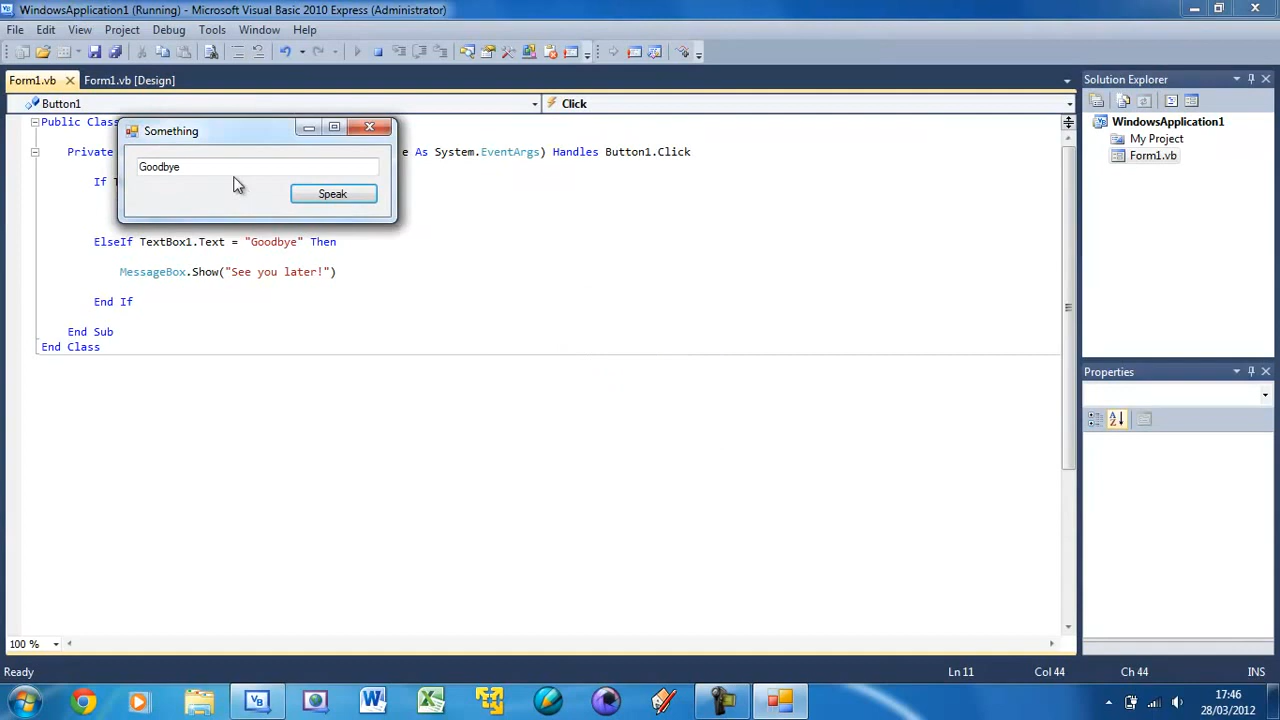 WindowsApplication1 (Running) - Microsoft Visual Basic 2010 Express (Administrator)
File Edit View Project Debug Tools Window Help
Form1.vb Form1.vb [Design]
Button1 Click
Public Class
Something
Private e As System.EventArgs) Handles Button1.Click
Goodbye
If
Speak
ElseIf TextBox1.Text = "Goodbye" Then
MessageBox.Show("See you later!")
End If
End Sub
End Class
100 %
Solution Explorer
WindowsApplication1
My Project
Form1.vb
Properties
Ready Ln 11 Col 44 Ch 44 INS
17:46
28/03/2012